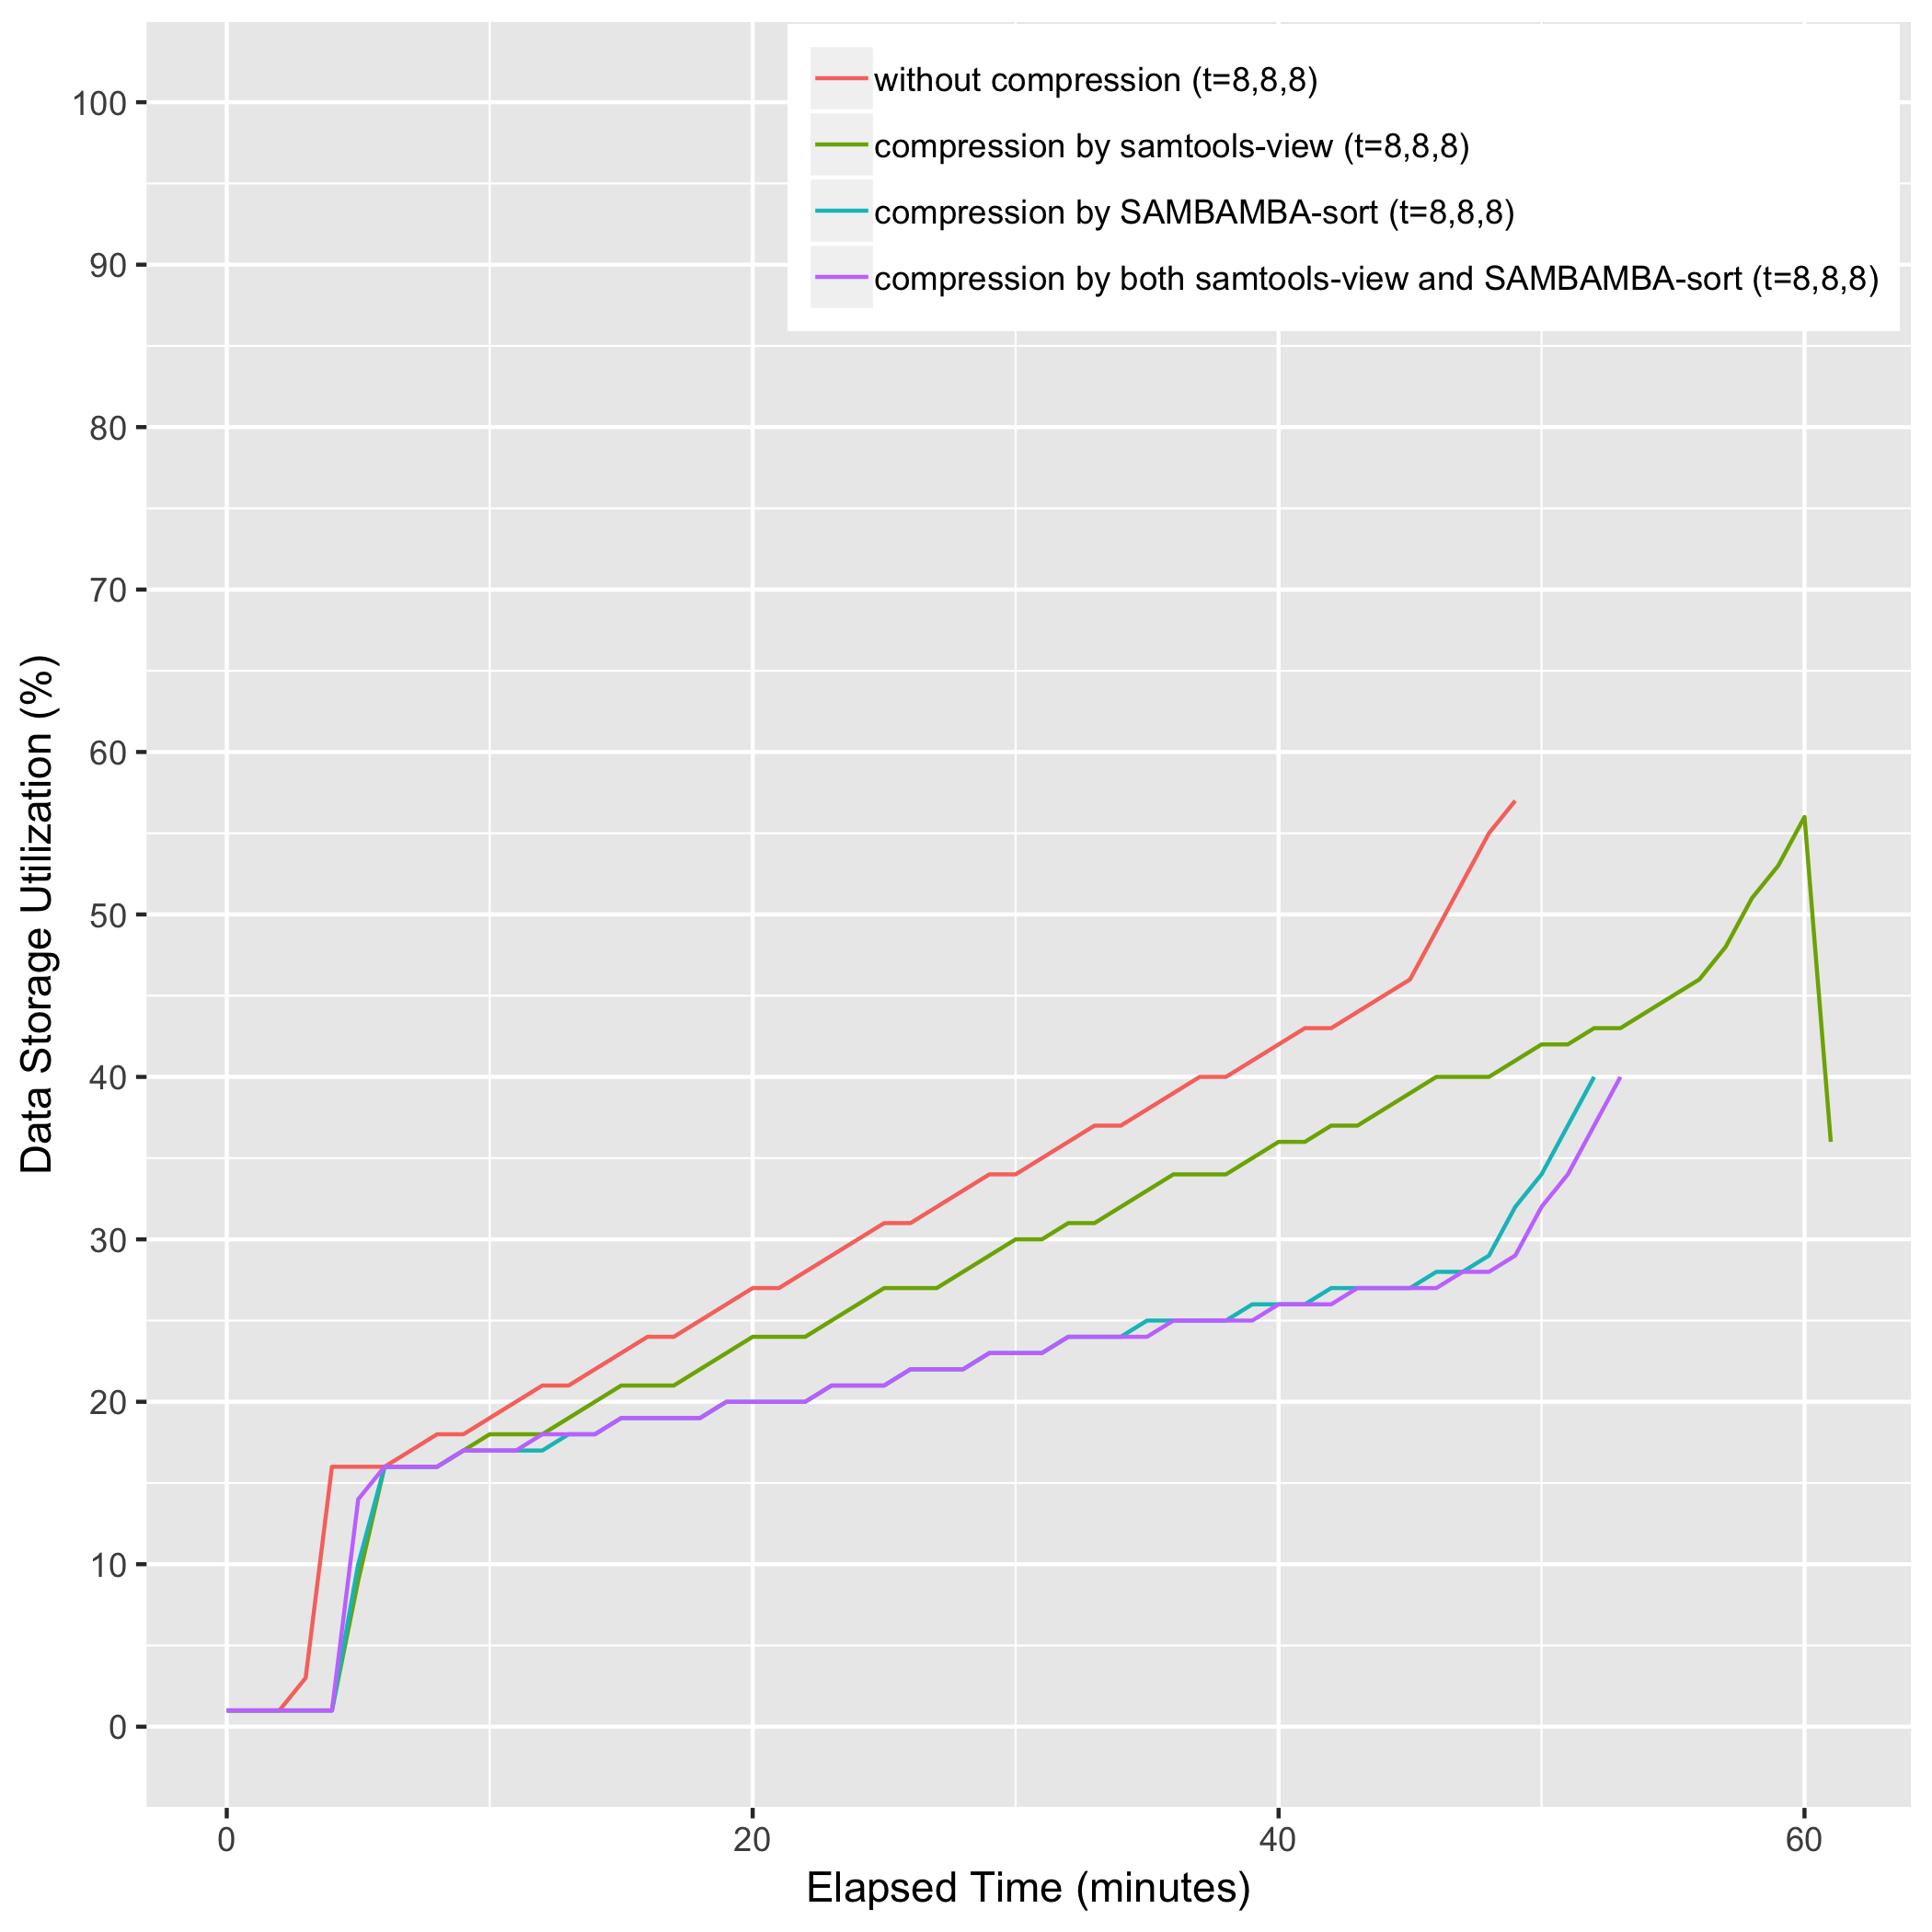 without compression (t=8,8,8)
compression by samtools-view (t=8,8,8)
compression by SAMBAMBA-sort (t=8,8,8)
compression by both samtools-view and SAMBAMBA-sort (t=8,8,8)
100
90
80
70
60
50
40
30
20
10
0
Data Storage Utilization (%)
0 20 40 60
Elapsed Time (minutes)